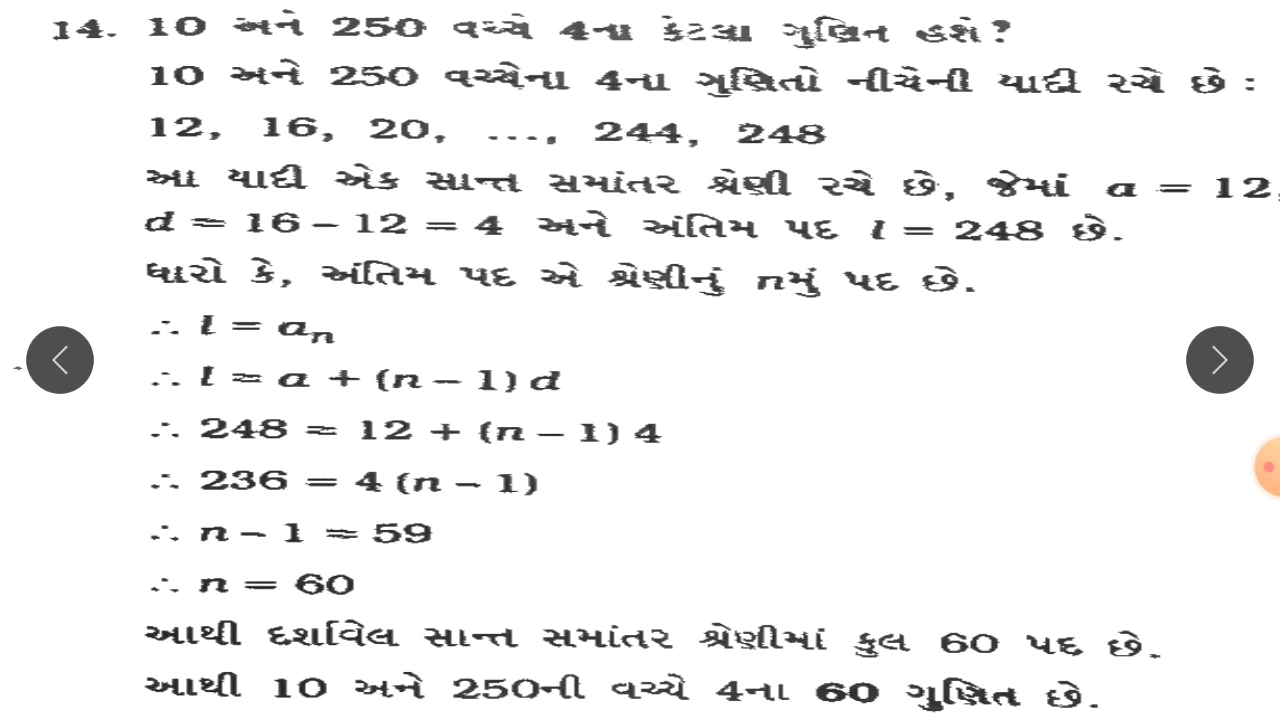 14. 10 અને 250 વચ્ચે 4ના કેટલા ગુણિત હશે?
10 અને 250 વચ્ચેના 4ના ગુણિતો નીચેની યાદી રચે છે :
12, 16, 20, ..., 244, 248
આ યાદી એક સાન્ત સમાંતર શ્રેણી રચે છે, જેમાં a = 12,
d = 16 – 12 = 4 અને અંતિમ પદ l = 248 છે.
ધારો કે, અંતિમ પદ એ શ્રેણીનું nમું પદ છે.
∴ l = aₙ
∴ l = a + (n – 1) d
∴ 248 = 12 + (n – 1) 4
∴ 236 = 4 (n – 1)
∴ n – 1 = 59
∴ n = 60
આથી દર્શાવેલ સાન્ત સમાંતર શ્રેણીમાં કુલ 60 પદ છે.
આથી 10 અને 250ની વચ્ચે 4ના 60 ગુણિત છે.